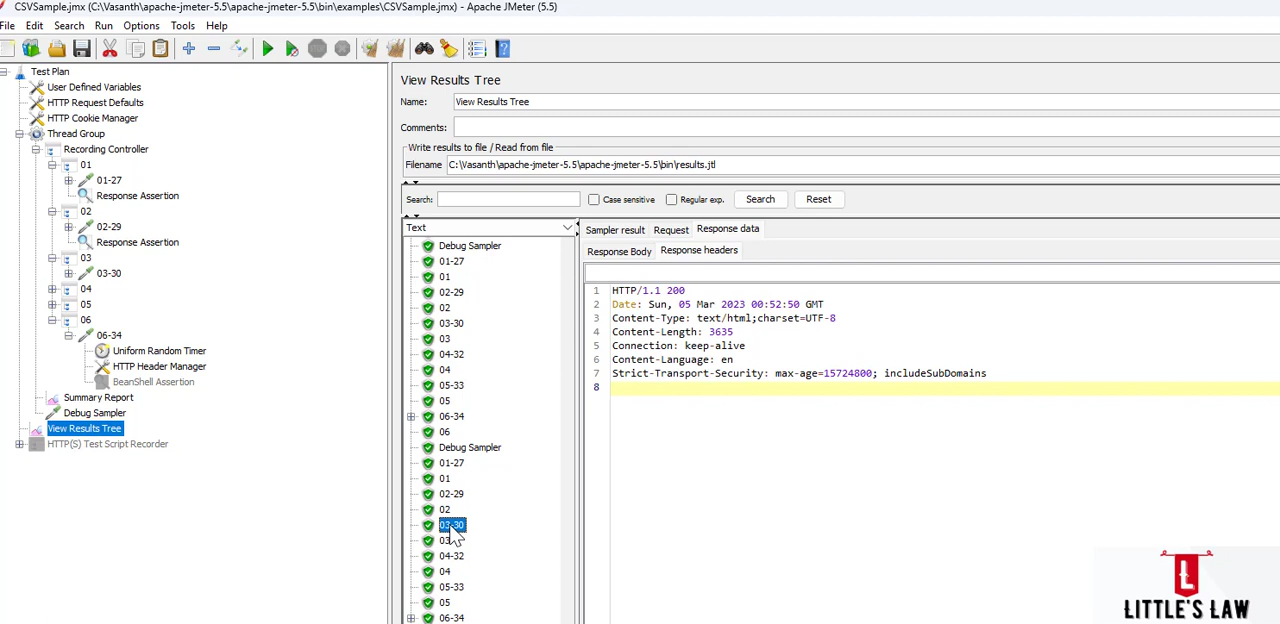 CSVSample.jmx (C:\Vasanth\apache-jmeter-5.5\apache-jmeter-5.5\bin\examples\CSVSample.jmx) - Apache JMeter (5.5)
File Edit Search Run Options Tools Help
Test Plan
User Defined Variables
HTTP Request Defaults
HTTP Cookie Manager
Thread Group
Recording Controller
01
01-27
Response Assertion
02
02-29
Response Assertion
03
03-30
04
05
06
06-34
Uniform Random Timer
HTTP Header Manager
BeanShell Assertion
Summary Report
Debug Sampler
View Results Tree
HTTP(S) Test Script Recorder
View Results Tree
Name: View Results Tree
Comments:
Write results to file / Read from file
Filename C:\Vasanth\apache-jmeter-5.5\apache-jmeter-5.5\bin\results.jtl
Search: Case sensitive Regular exp. Search Reset
Text
Debug Sampler
01-27
01
02-29
02
03-30
03
04-32
04
05-33
05
06-34
06
Debug Sampler
01-27
01
02-29
02
03-30
03
04-32
04
05-33
05
06-34
Sampler result Request Response data
Response Body Response headers
1 HTTP/1.1 200
2 Date: Sun, 05 Mar 2023 00:52:50 GMT
3 Content-Type: text/html;charset=UTF-8
4 Content-Length: 3635
5 Connection: keep-alive
6 Content-Language: en
7 Strict-Transport-Security: max-age=15724800; includeSubDomains
8
L
LITTLE'S LAW